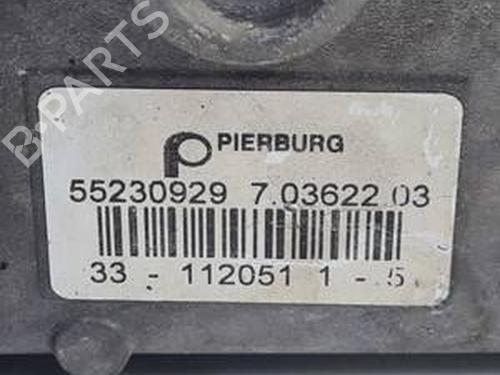 B-PARTS
PIERBURG
55230929 7.03622.03
33 - 112051 1 - 5